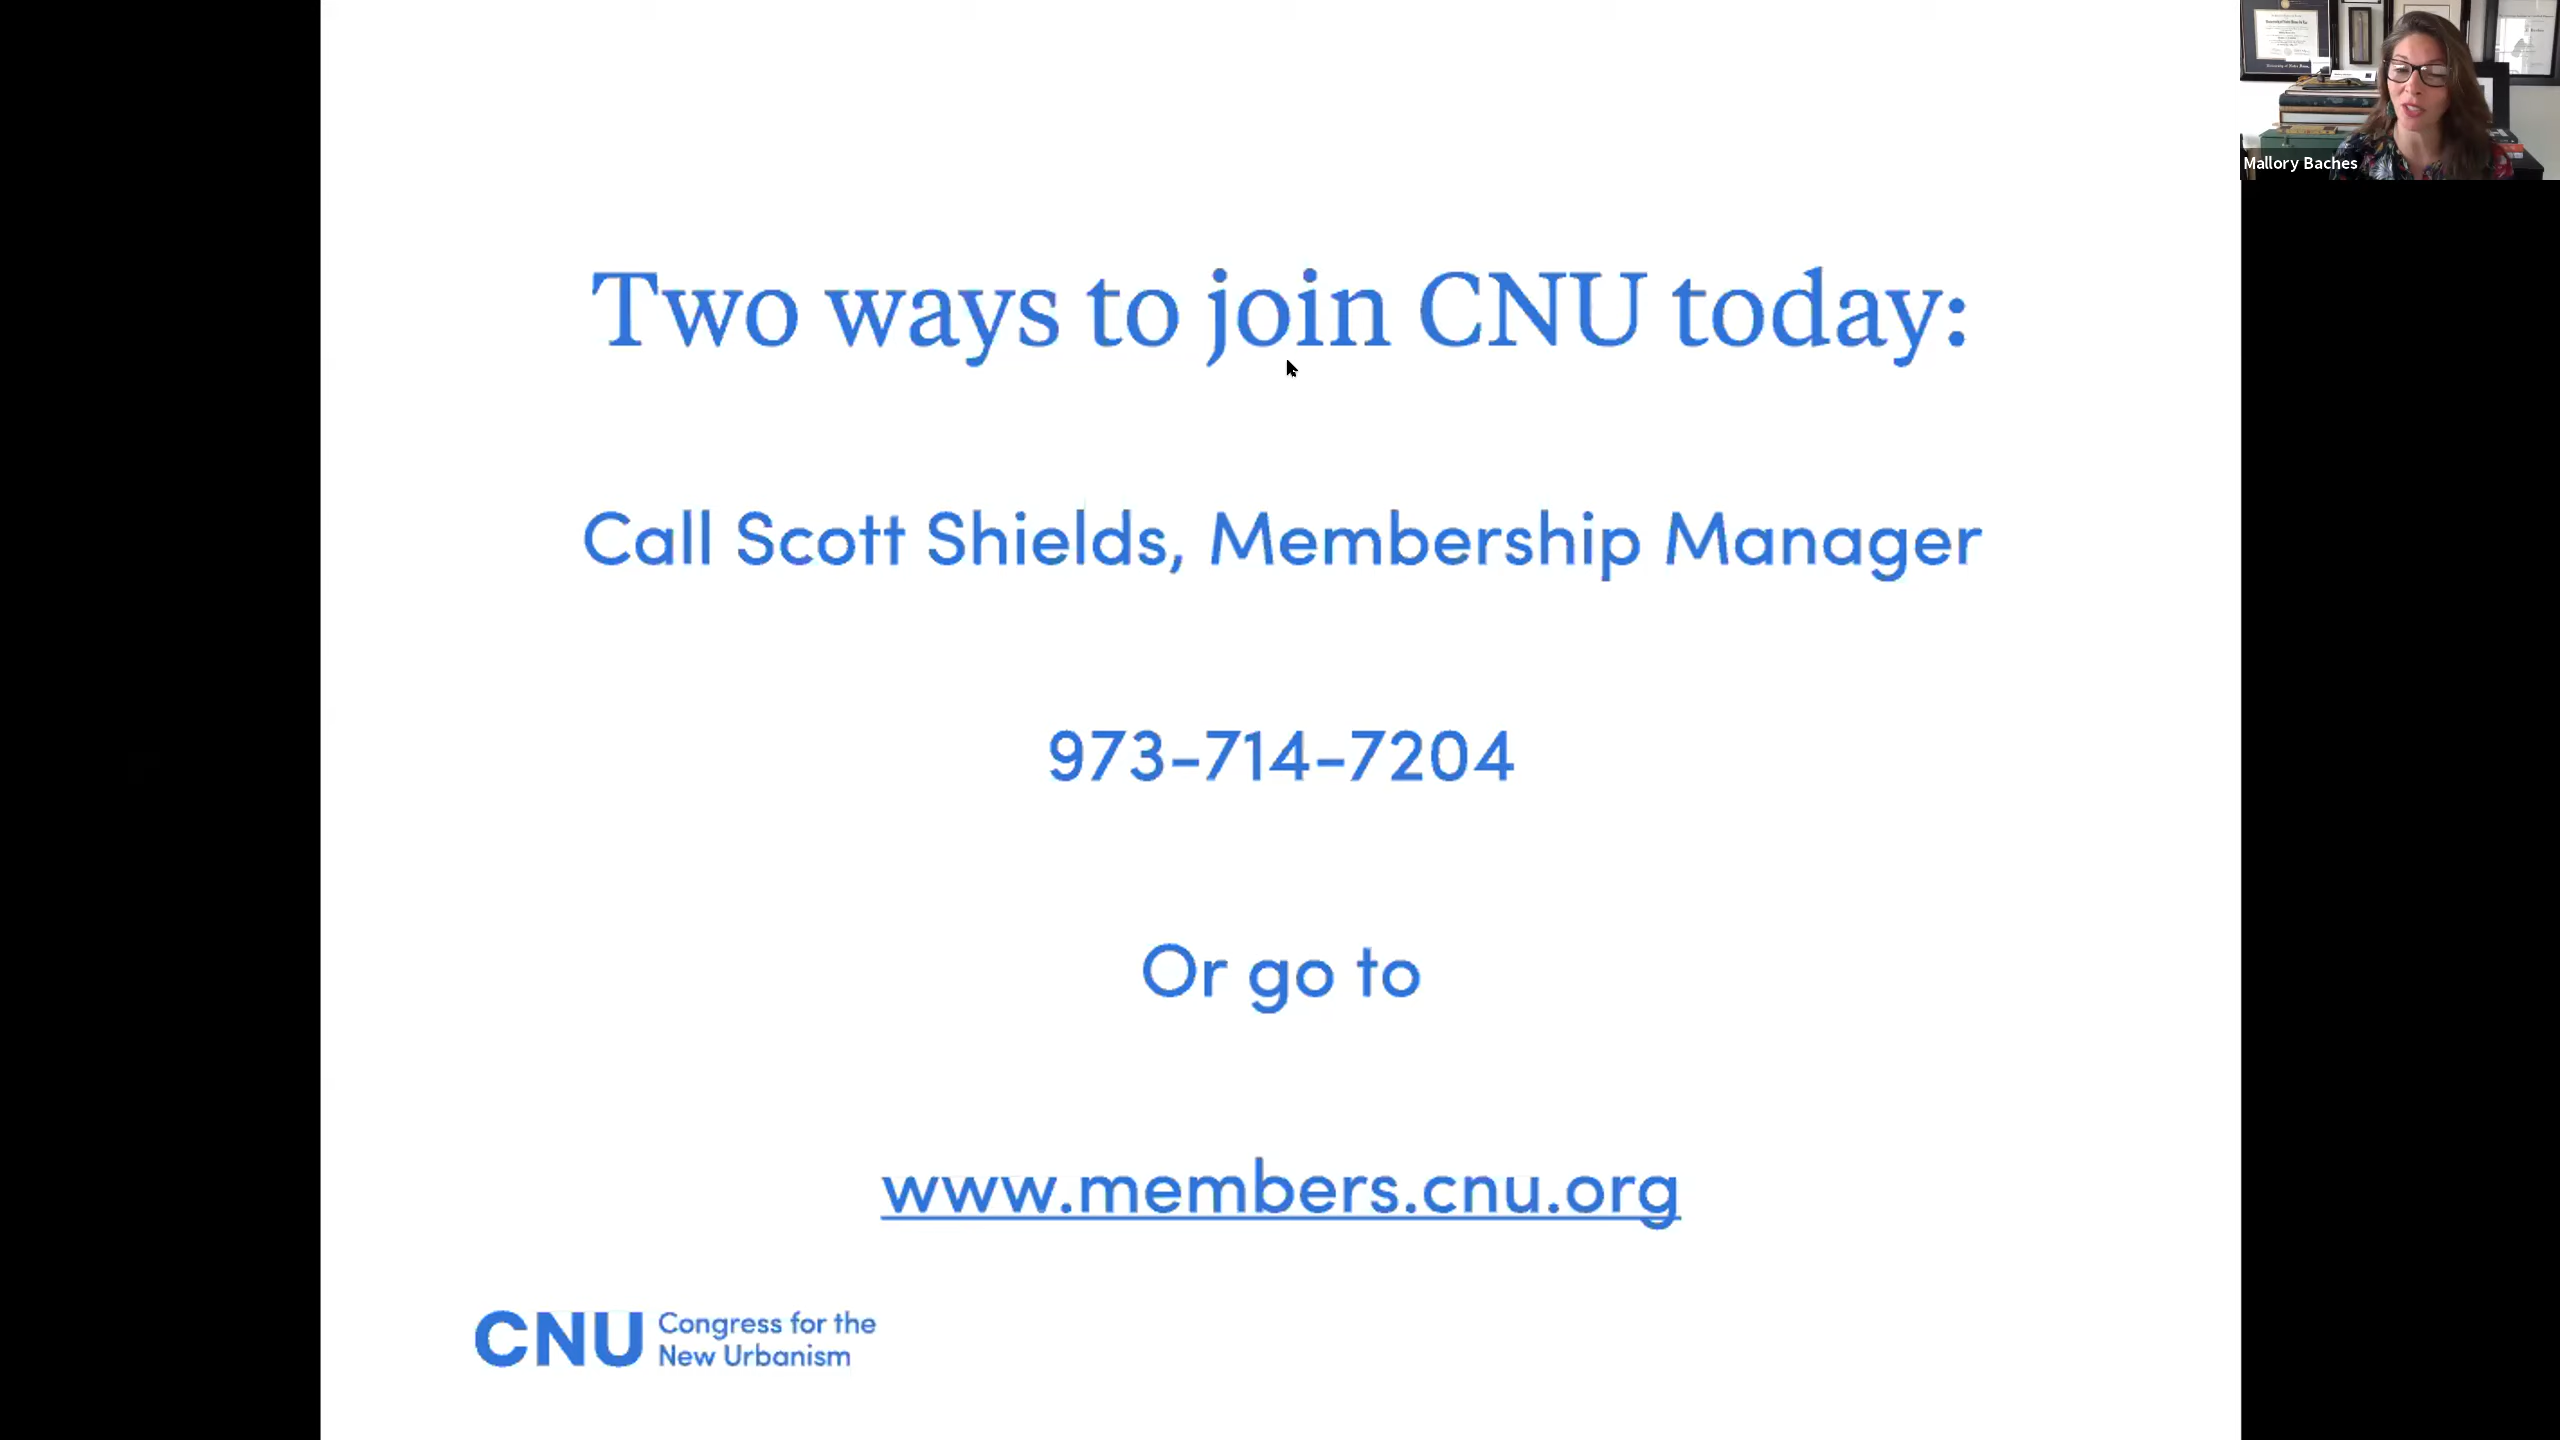 Two ways to join CNU today:
Call Scott Shields, Membership Manager
973-714-7204
Or go to
www.members.cnu.org
CNU Congress for the
New Urbanism
Mallory Baches